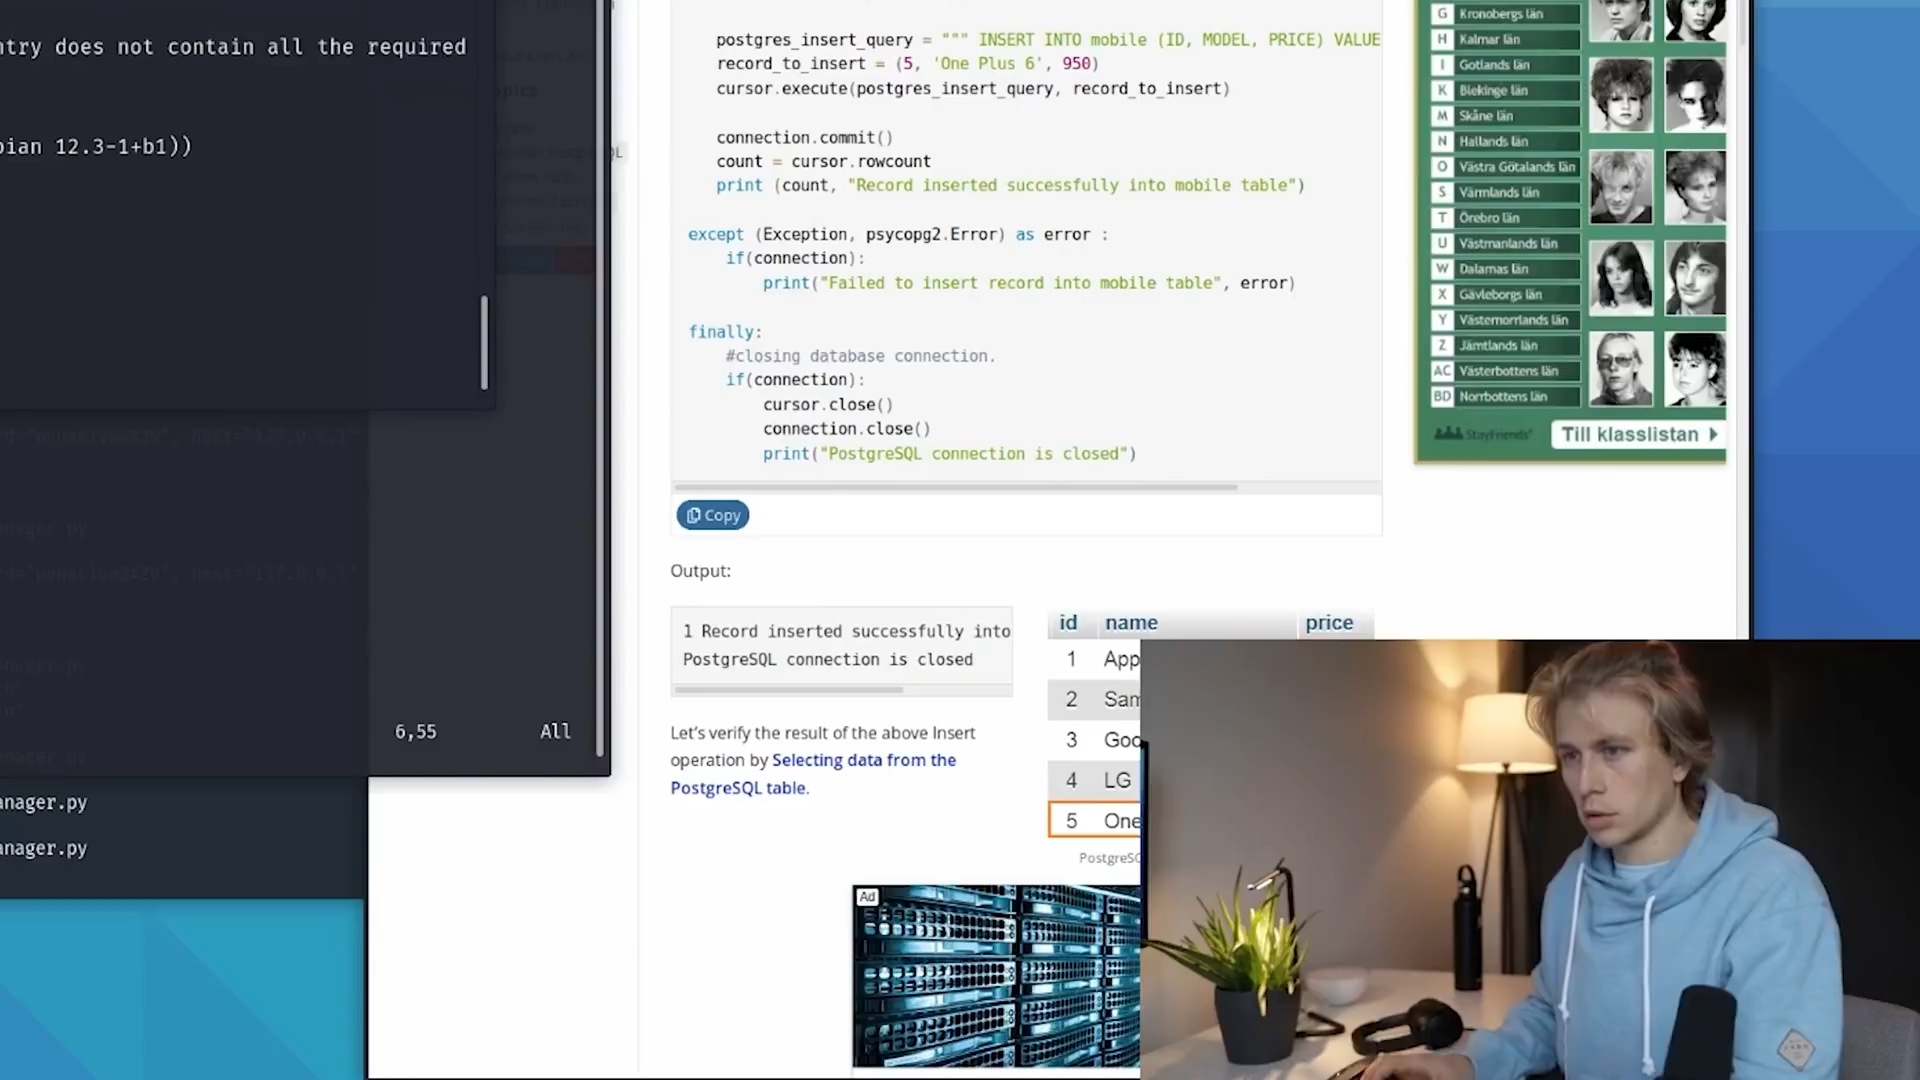 ntry does not contain all the required
bian 12.3-1+b1))
6,55 All
anager.py
anager.py
postgres_insert_query = """ INSERT INTO mobile (ID, MODEL, PRICE) VALUE
record_to_insert = (5, 'One Plus 6', 950)
cursor.execute(postgres_insert_query, record_to_insert)
connection.commit()
count = cursor.rowcount
print (count, "Record inserted successfully into mobile table")
except (Exception, psycopg2.Error) as error :
if(connection):
print("Failed to insert record into mobile table", error)
finally:
#closing database connection.
if(connection):
cursor.close()
connection.close()
print("PostgreSQL connection is closed")
Copy
Output:
1 Record inserted successfully into
PostgreSQL connection is closed
Let's verify the result of the above Insert
operation by Selecting data from the
PostgreSQL table.
id name price
1 App
2 Sam
3 Goo
4 LG
5 One
PostgreSQ
Ad
G Kronobergs län
H Kalmar län
I Gotlands län
K Blekinge län
M Skåne län
N Hallands län
O Västra Götalands län
S Värmlands län
T Örebro län
U Västmanlands län
W Dalarnas län
X Gävleborgs län
Y Västernorrlands län
Z Jämtlands län
AC Västerbottens län
BD Norrbottens län
StayFriends
Till klasslistan